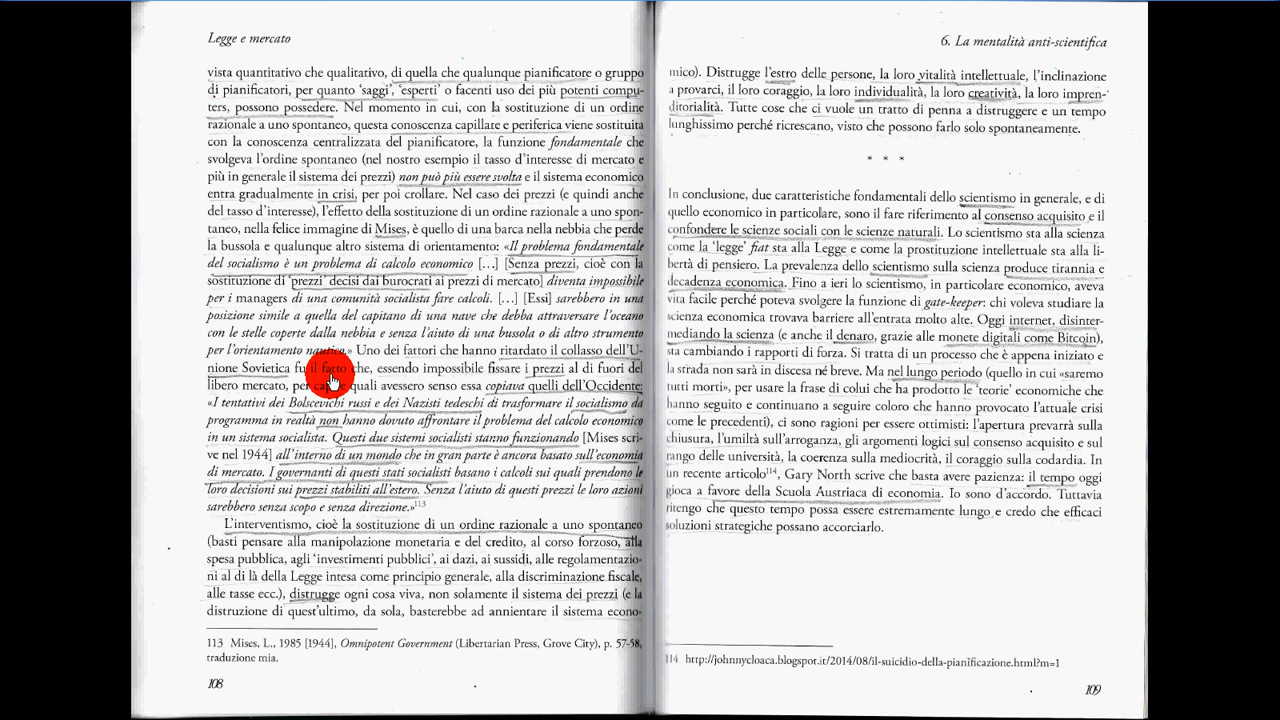 Legge e mercato
vista quantitativo che qualitativo, di quella che qualunque pianificatore o gruppo
di pianificatori, per quanto ‘saggi’, ‘esperti’ o facenti uso dei più potenti compu-
ters, possono possedere. Nel momento in cui, con la sostituzione di un ordine
razionale a uno spontaneo, questa conoscenza capillare e periferica viene sostituita
con la conoscenza centralizzata del pianificatore, la funzione fondamentale che
svolgeva l’ordine spontaneo (nel nostro esempio il tasso d’interesse di mercato e
più in generale il sistema dei prezzi) non può più essere svolta e il sistema economico
entra gradualmente in crisi, per poi crollare. Nel caso dei prezzi (e quindi anche
del tasso d’interesse), l’effetto della sostituzione di un ordine razionale a uno spon-
taneo, nella felice immagine di Mises, è quello di una barca nella nebbia che perde
la bussola e qualunque altro sistema di orientamento: «Il problema fondamentale
del socialismo è un problema di calcolo economico […] [Senza prezzi, cioè con la
sostituzione di ‘prezzi’ decisi dai burocrati ai prezzi di mercato] diventa impossibile
per i managers di una comunità socialista fare calcoli. […] [Essi] sarebbero in una
posizione simile a quella del capitano di una nave che debba attraversare l’oceano
con le stelle coperte dalla nebbia e senza l’aiuto di una bussola o di altro strumento
per l’orientamento nautico.» Uno dei fattori che hanno ritardato il collasso dell’U-
nione Sovietica fu il fatto che, essendo impossibile fissare i prezzi al di fuori del
libero mercato, per capire quali avessero senso essa copiava quelli dell’Occidente:
«I tentativi dei Bolscevichi russi e dei Nazisti tedeschi di trasformare il socialismo da
programma in realtà non hanno dovuto affrontare il problema del calcolo economico
in un sistema socialista. Questi due sistemi socialisti stanno funzionando [Mises scri-
ve nel 1944] all’interno di un mondo che in gran parte è ancora basato sull’economia
di mercato. I governanti di questi stati socialisti basano i calcoli sui quali prendono le
loro decisioni sui prezzi stabiliti all’estero. Senza l’aiuto di questi prezzi le loro azioni
sarebbero senza scopo e senza direzione.»113
L’interventismo, cioè la sostituzione di un ordine razionale a uno spontaneo
(basti pensare alla manipolazione monetaria e del credito, al corso forzoso, alla
spesa pubblica, agli ‘investimenti pubblici’, ai dazi, ai sussidi, alle regolamentazio-
ni al di là della Legge intesa come principio generale, alla discriminazione fiscale,
alle tasse ecc.), distrugge ogni cosa viva, non solamente il sistema dei prezzi (e la
distruzione di quest’ultimo, da sola, basterebbe ad annientare il sistema econo-
113 Mises, L., 1985 [1944], Omnipotent Government (Libertarian Press, Grove City), p. 57-58,
traduzione mia.
108
6. La mentalità anti-scientifica
mico). Distrugge l’estro delle persone, la loro vitalità intellettuale, l’inclinazione
a provarci, il loro coraggio, la loro individualità, la loro creatività, la loro impren-
ditorialità. Tutte cose che ci vuole un tratto di penna a distruggere e un tempo
lunghissimo perché ricrescano, visto che possono farlo solo spontaneamente.
* * *
In conclusione, due caratteristiche fondamentali dello scientismo in generale, e di
quello economico in particolare, sono il fare riferimento al consenso acquisito e il
confondere le scienze sociali con le scienze naturali. Lo scientismo sta alla scienza
come la ‘legge’ fiat sta alla Legge e come la prostituzione intellettuale sta alla li-
bertà di pensiero. La prevalenza dello scientismo sulla scienza produce tirannia e
decadenza economica. Fino a ieri lo scientismo, in particolare economico, aveva
vita facile perché poteva svolgere la funzione di gate-keeper: chi voleva studiare la
scienza economica trovava barriere all’entrata molto alte. Oggi internet, disinter-
mediando la scienza (e anche il denaro, grazie alle monete digitali come Bitcoin),
sta cambiando i rapporti di forza. Si tratta di un processo che è appena iniziato e
la strada non sarà in discesa né breve. Ma nel lungo periodo (quello in cui «saremo
tutti morti», per usare la frase di colui che ha prodotto le ‘teorie’ economiche che
hanno seguito e continuano a seguire coloro che hanno provocato l’attuale crisi
come le precedenti), ci sono ragioni per essere ottimisti: l’apertura prevarrà sulla
chiusura, l’umiltà sull’arroganza, gli argomenti logici sul consenso acquisito e sul
rango delle università, la coerenza sulla mediocrità, il coraggio sulla codardia. In
un recente articolo114, Gary North scrive che basta avere pazienza: il tempo oggi
gioca a favore della Scuola Austriaca di economia. Io sono d’accordo. Tuttavia
ritengo che questo tempo possa essere estremamente lungo e credo che efficaci
soluzioni strategiche possano accorciarlo.
114 http://johnnycloaca.blogspot.it/2014/08/il-suicidio-della-pianificazione.html?m=1
109